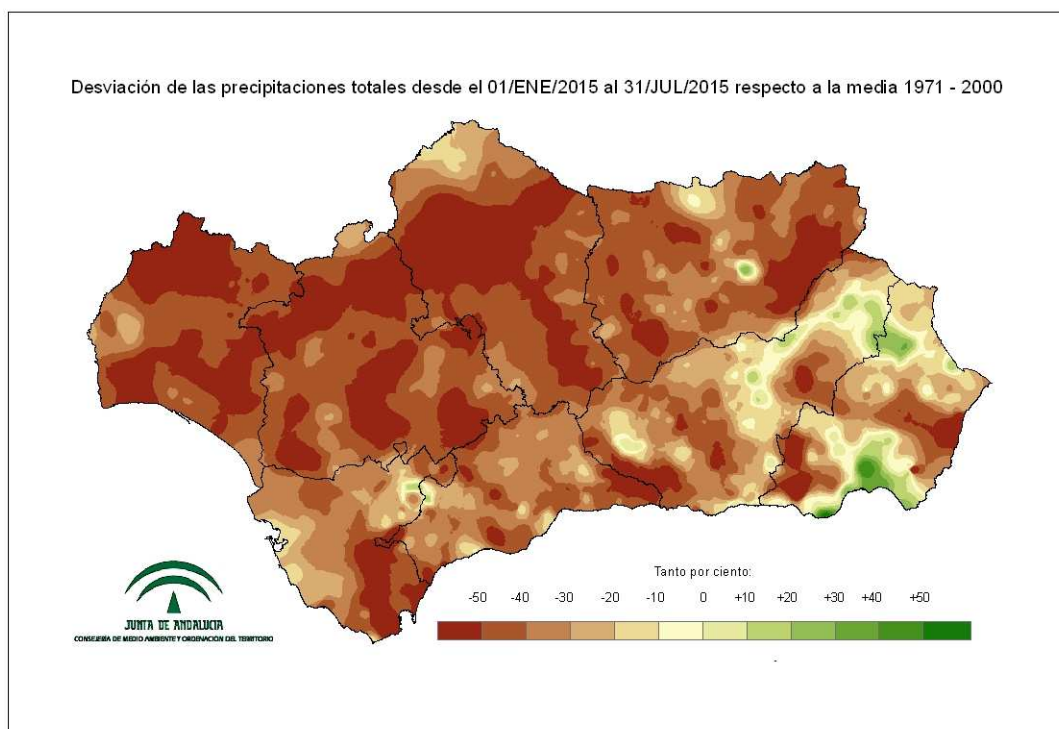 Desviación de las precipitaciones totales desde el 01/ENE/2015 al 31/JUL/2015 respecto a la media 1971 - 2000
Tanto por ciento:
-50 -40 -30 -20 -10 0 +10 +20 +30 +40 +50
JUNTA DE ANDALUCIA
CONSEJERÍA DE MEDIO AMBIENTE Y ORDENACIÓN DEL TERRITORIO